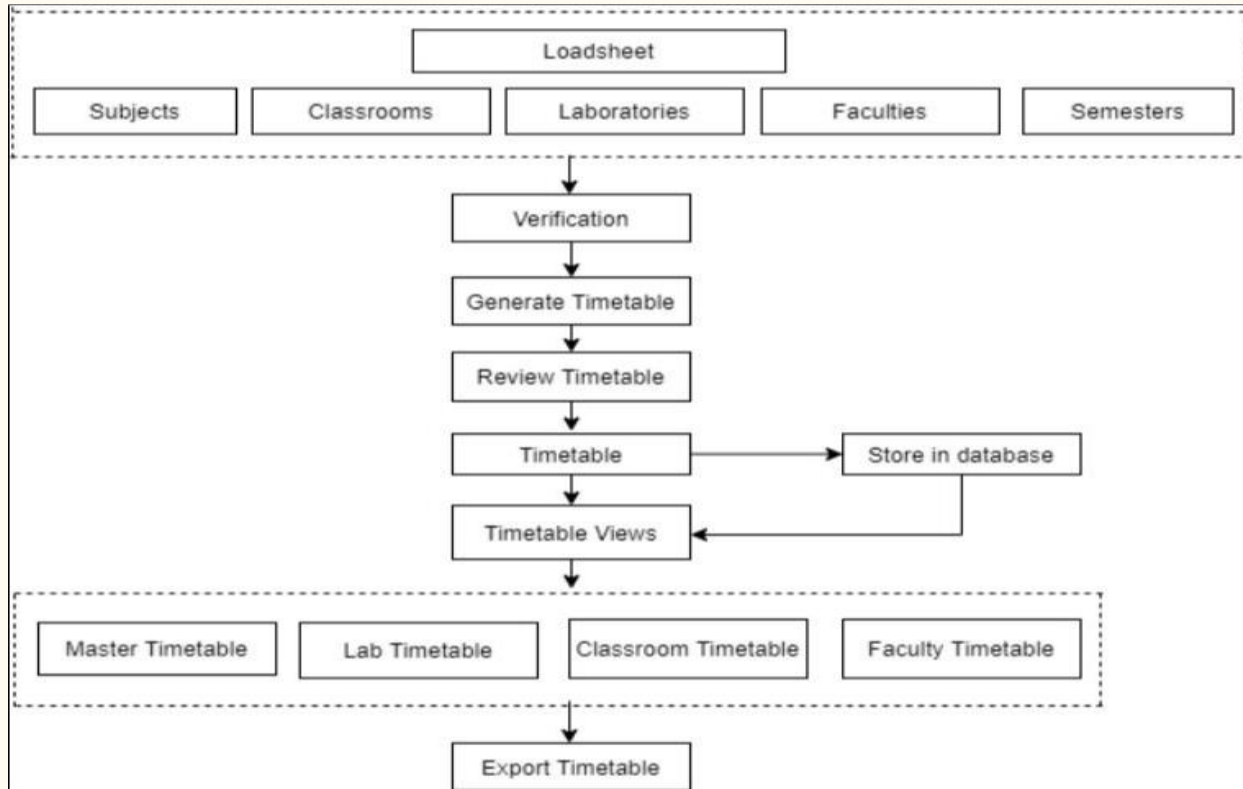 Loadsheet
Subjects
Classrooms
Laboratories
Faculties
Semesters
Verification
Generate Timetable
Review Timetable
Timetable
Store in database
Timetable Views
Master Timetable
Lab Timetable
Classroom Timetable
Faculty Timetable
Export Timetable